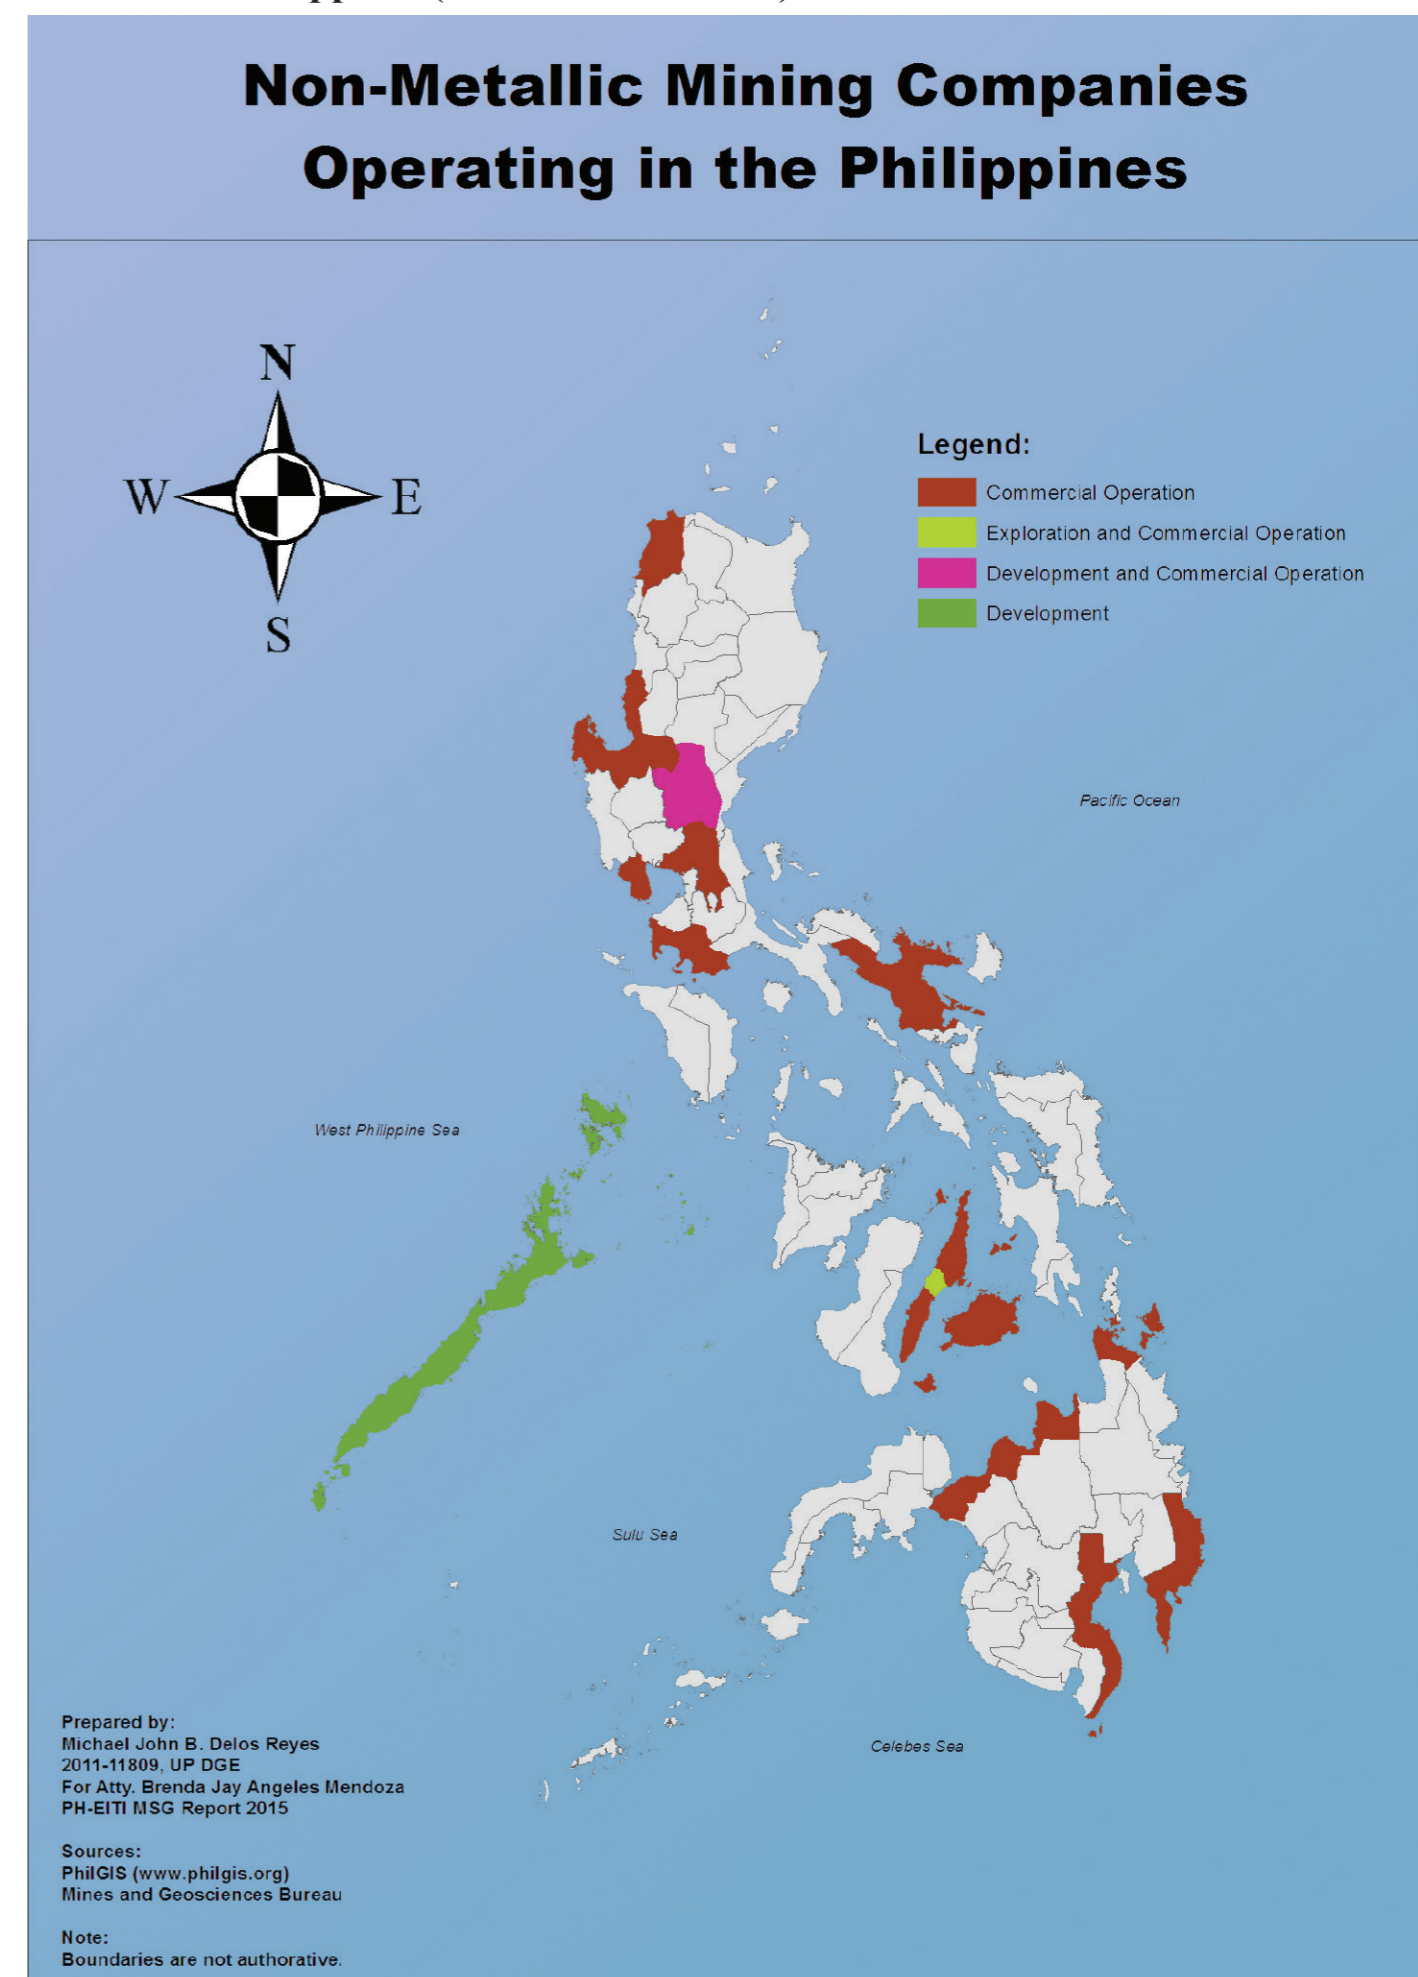 Non-Metallic Mining Companies
Operating in the Philippines
N
W
E
S
Legend:
Commercial Operation
Exploration and Commercial Operation
Development and Commercial Operation
Development
Pacific Ocean
West Philippine Sea
Sulu Sea
Celebes Sea
Prepared by:
Michael John B. Delos Reyes
2011-11809, UP DGE
For Atty. Brenda Jay Angeles Mendoza
PH-EITI MSG Report 2015
Sources:
PhilGIS (www.philgis.org)
Mines and Geosciences Bureau
Note:
Boundaries are not authorative.